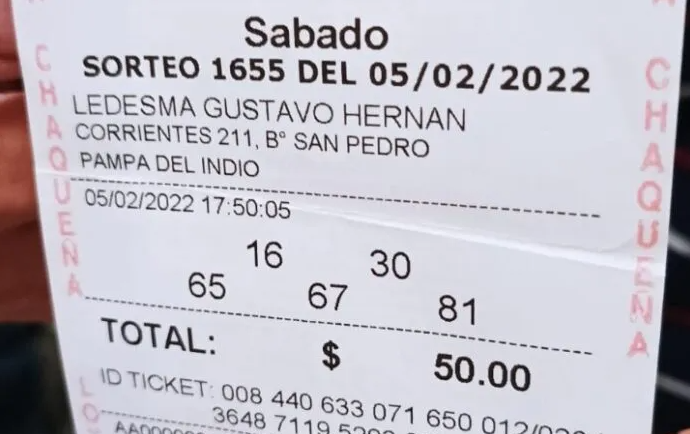 Sabado
SORTEO 1655 DEL 05/02/2022
LEDESMA GUSTAVO HERNAN
CORRIENTES 211, B° SAN PEDRO
PAMPA DEL INDIO
05/02/2022 17:50:05
16 30
65 67 81
TOTAL: $ 50.00
ID TICKET: 008 440 633 071 650
3648 7119
CHAQUEÑA
CHAQUEÑA